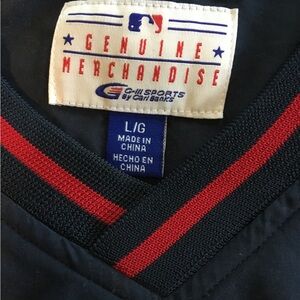 GENUINE
MERCHANDISE
G-III SPORTS
by Carl Banks
L/G
MADE IN
CHINA
HECHO EN
CHINA